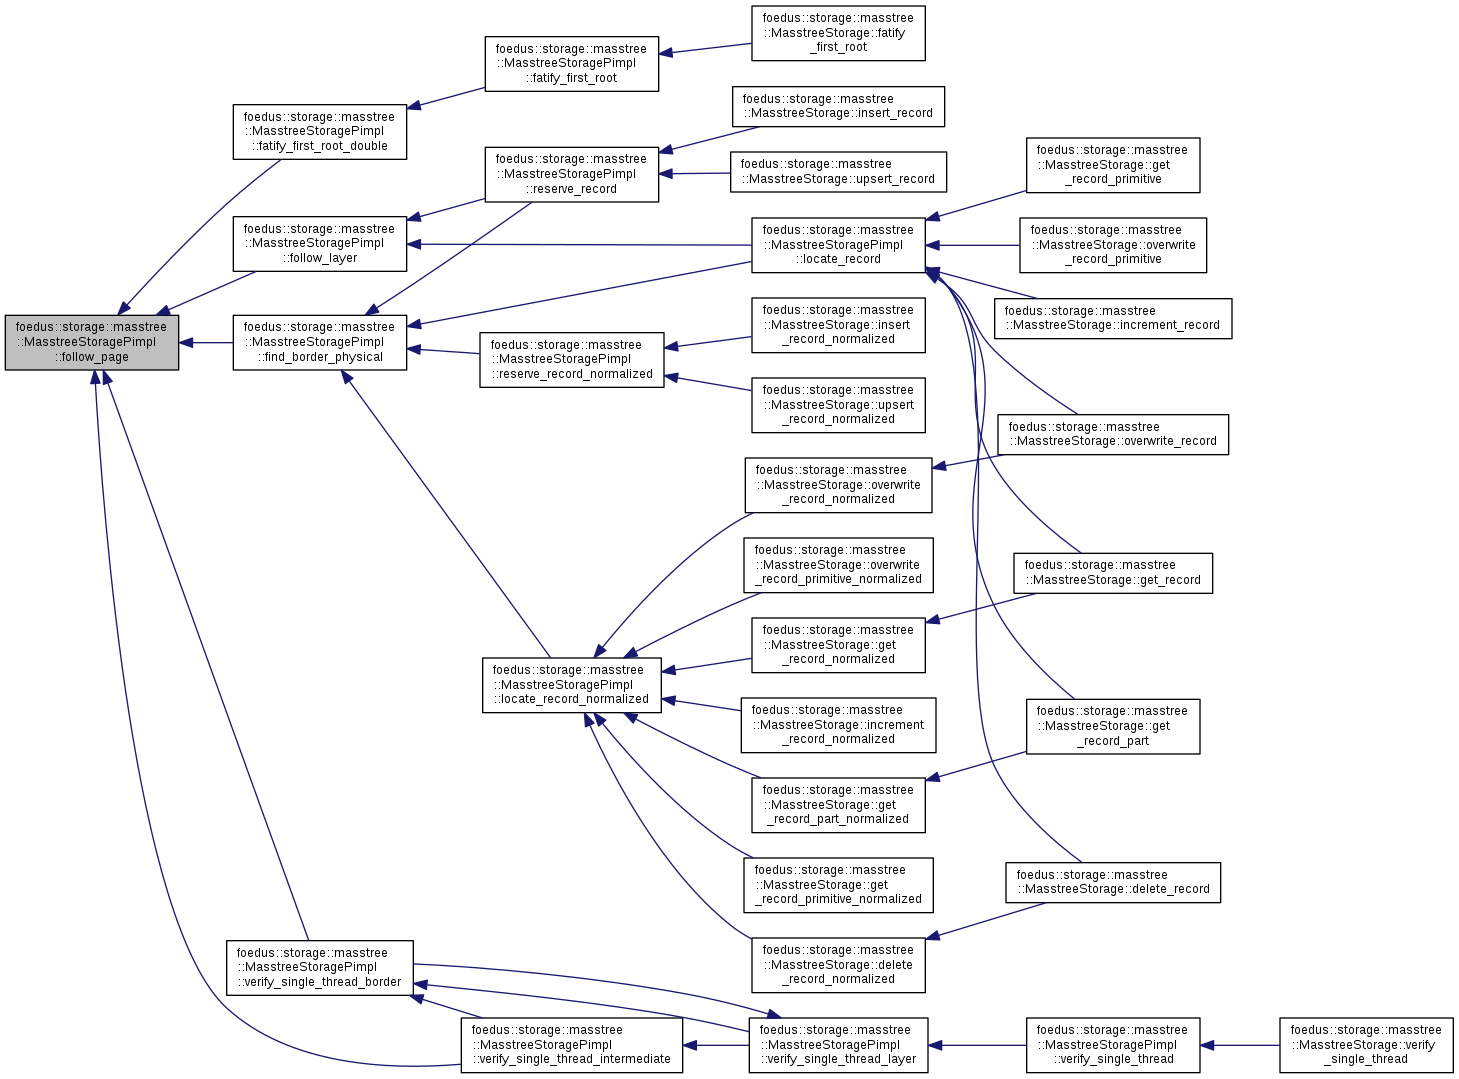 foedus::storage::masstree
::MasstreeStoragePimpl
::follow_page
foedus::storage::masstree
::MasstreeStoragePimpl
::fatify_first_root_double
foedus::storage::masstree
::MasstreeStoragePimpl
::follow_layer
foedus::storage::masstree
::MasstreeStoragePimpl
::find_border_physical
foedus::storage::masstree
::MasstreeStoragePimpl
::verify_single_thread_border
foedus::storage::masstree
::MasstreeStoragePimpl
::fatify_first_root
foedus::storage::masstree
::MasstreeStoragePimpl
::reserve_record
foedus::storage::masstree
::MasstreeStoragePimpl
::reserve_record_normalized
foedus::storage::masstree
::MasstreeStoragePimpl
::locate_record_normalized
foedus::storage::masstree
::MasstreeStoragePimpl
::verify_single_thread_intermediate
foedus::storage::masstree
::MasstreeStorage::fatify
_first_root
foedus::storage::masstree
::MasstreeStorage::insert_record
foedus::storage::masstree
::MasstreeStorage::upsert_record
foedus::storage::masstree
::MasstreeStoragePimpl
::locate_record
foedus::storage::masstree
::MasstreeStorage::insert
_record_normalized
foedus::storage::masstree
::MasstreeStorage::upsert
_record_normalized
foedus::storage::masstree
::MasstreeStorage::overwrite
_record_normalized
foedus::storage::masstree
::MasstreeStorage::overwrite
_record_primitive_normalized
foedus::storage::masstree
::MasstreeStorage::get
_record_normalized
foedus::storage::masstree
::MasstreeStorage::increment
_record_normalized
foedus::storage::masstree
::MasstreeStorage::get
_record_part_normalized
foedus::storage::masstree
::MasstreeStorage::get
_record_primitive_normalized
foedus::storage::masstree
::MasstreeStorage::delete
_record_normalized
foedus::storage::masstree
::MasstreeStoragePimpl
::verify_single_thread_layer
foedus::storage::masstree
::MasstreeStorage::get
_record_primitive
foedus::storage::masstree
::MasstreeStorage::overwrite
_record_primitive
foedus::storage::masstree
::MasstreeStorage::increment_record
foedus::storage::masstree
::MasstreeStorage::overwrite_record
foedus::storage::masstree
::MasstreeStorage::get_record
foedus::storage::masstree
::MasstreeStorage::get
_record_part
foedus::storage::masstree
::MasstreeStorage::delete_record
foedus::storage::masstree
::MasstreeStoragePimpl
::verify_single_thread
foedus::storage::masstree
::MasstreeStorage::verify
_single_thread